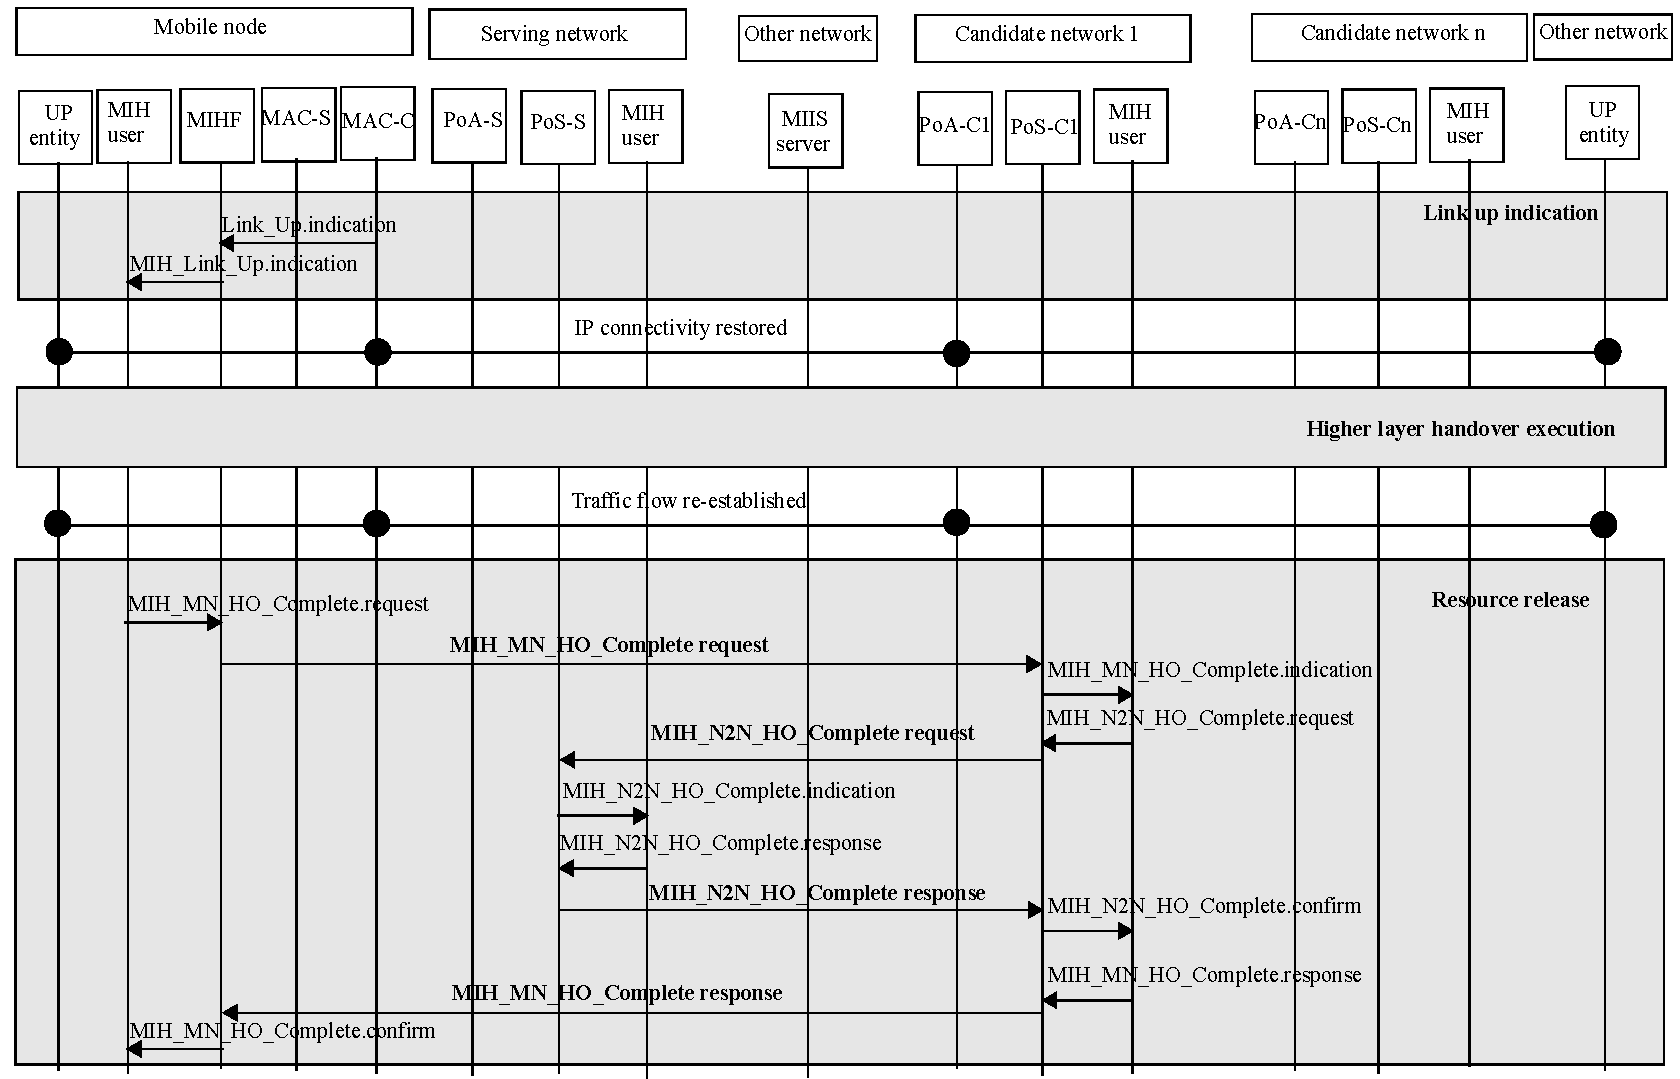 Mobile node
Serving network
Other network
Candidate network 1
Candidate network n
Other network
UP
entity
MIH
user
MIHF
MAC-S
MAC-C
PoA-S
PoS-S
MIH
user
MIIS
server
PoA-C1
PoS-C1
MIH
user
PoA-Cn
PoS-Cn
MIH
user
UP
entity
Link up indication
Link_Up.indication
MIH_Link_Up.indication
IP connectivity restored
Higher layer handover execution
Traffic flow re-established
Resource release
MIH_MN_HO_Complete.request
MIH_MN_HO_Complete request
MIH_MN_HO_Complete.indication
MIH_N2N_HO_Complete.request
MIH_N2N_HO_Complete request
MIH_N2N_HO_Complete.indication
MIH_N2N_HO_Complete.response
MIH_N2N_HO_Complete response
MIH_N2N_HO_Complete.confirm
MIH_MN_HO_Complete.response
MIH_MN_HO_Complete response
MIH_MN_HO_Complete.confirm